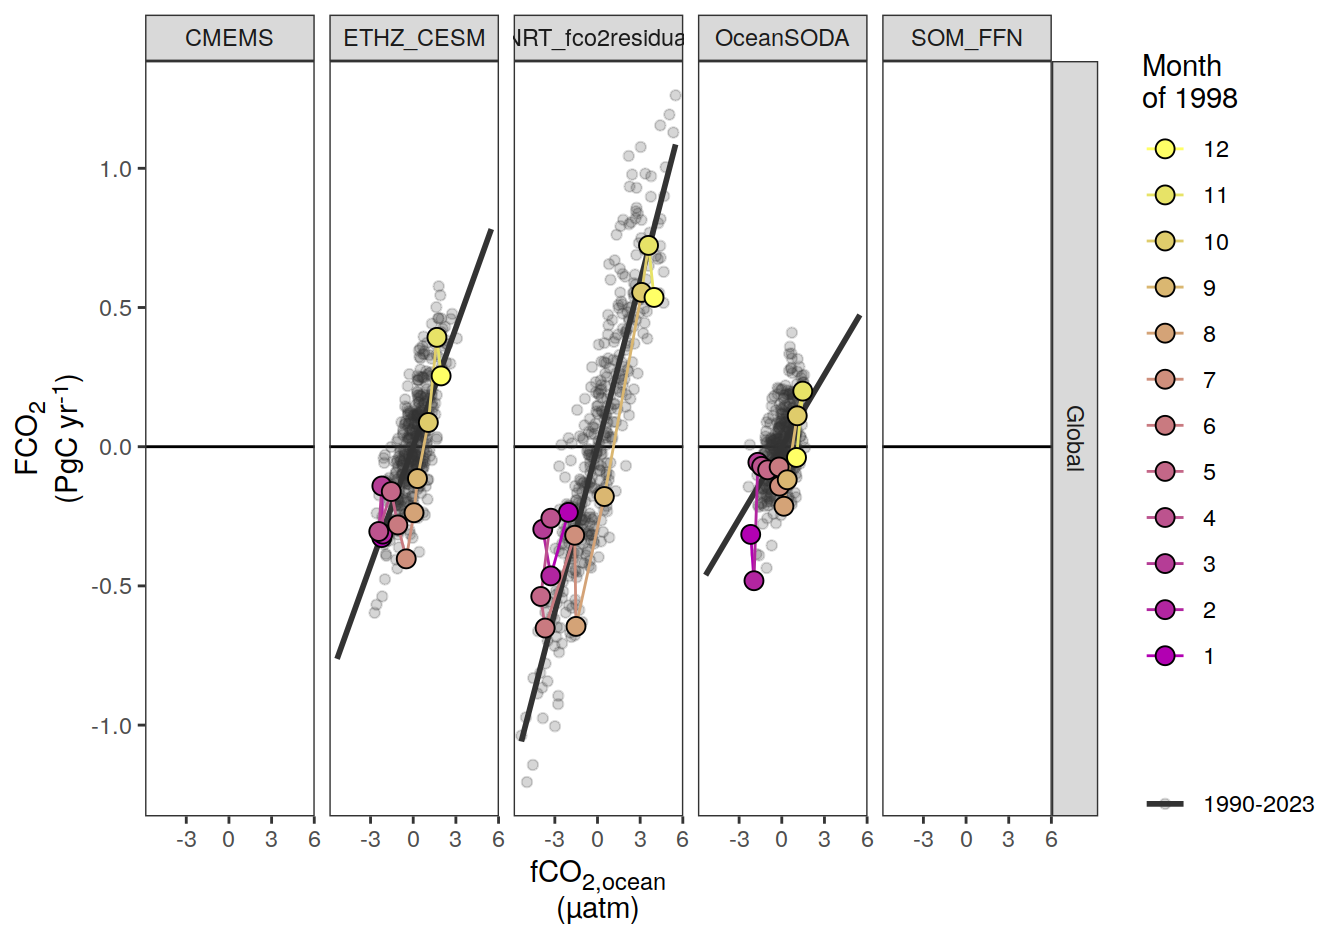 CMEMS
ETHZ_CESM
NRT_fco2residua
OceanSODA
SOM_FFN
Month
of 1998
12
11
10
9
8
7
6
5
4
3
2
1
1990-2023
Global
FCO2
(PgC yr-1)
1.0
0.5
0.0
-0.5
-1.0
-3 0 3 6
-3 0 3 6
-3 0 3 6
-3 0 3 6
-3 0 3 6
fCO2,ocean
(µatm)